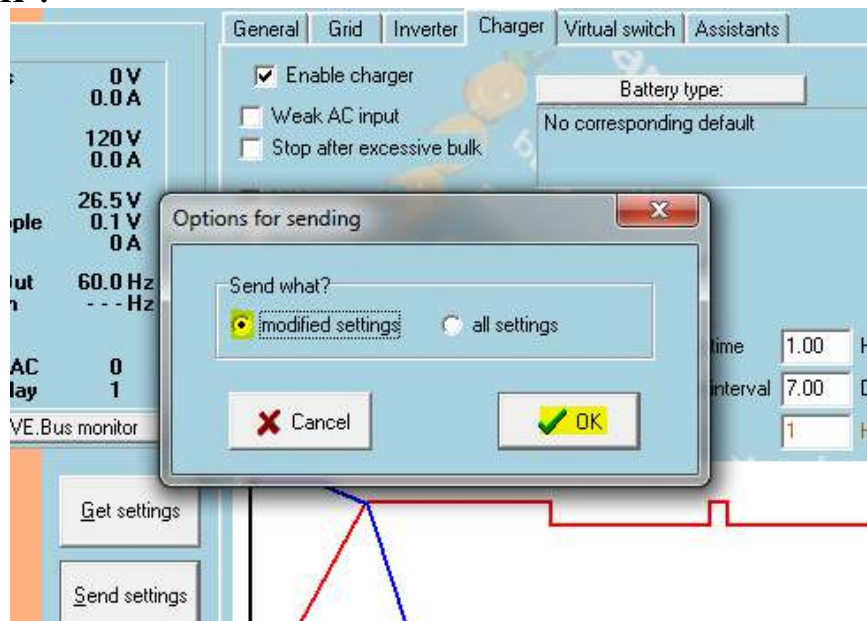 General Grid Inverter Charger Virtual switch Assistants
0 V
0.0 A
120 V
0.0 A
26.5 V
0.1 V
0 A
60.0 Hz
- - - Hz
AC 0
1
VE.Bus monitor
Get settings
Send settings
Enable charger
Weak AC input
Stop after excessive bulk
Battery type:
No corresponding default
Options for sending
Send what?
modified settings all settings
Cancel OK
time 1.00
interval 7.00
1